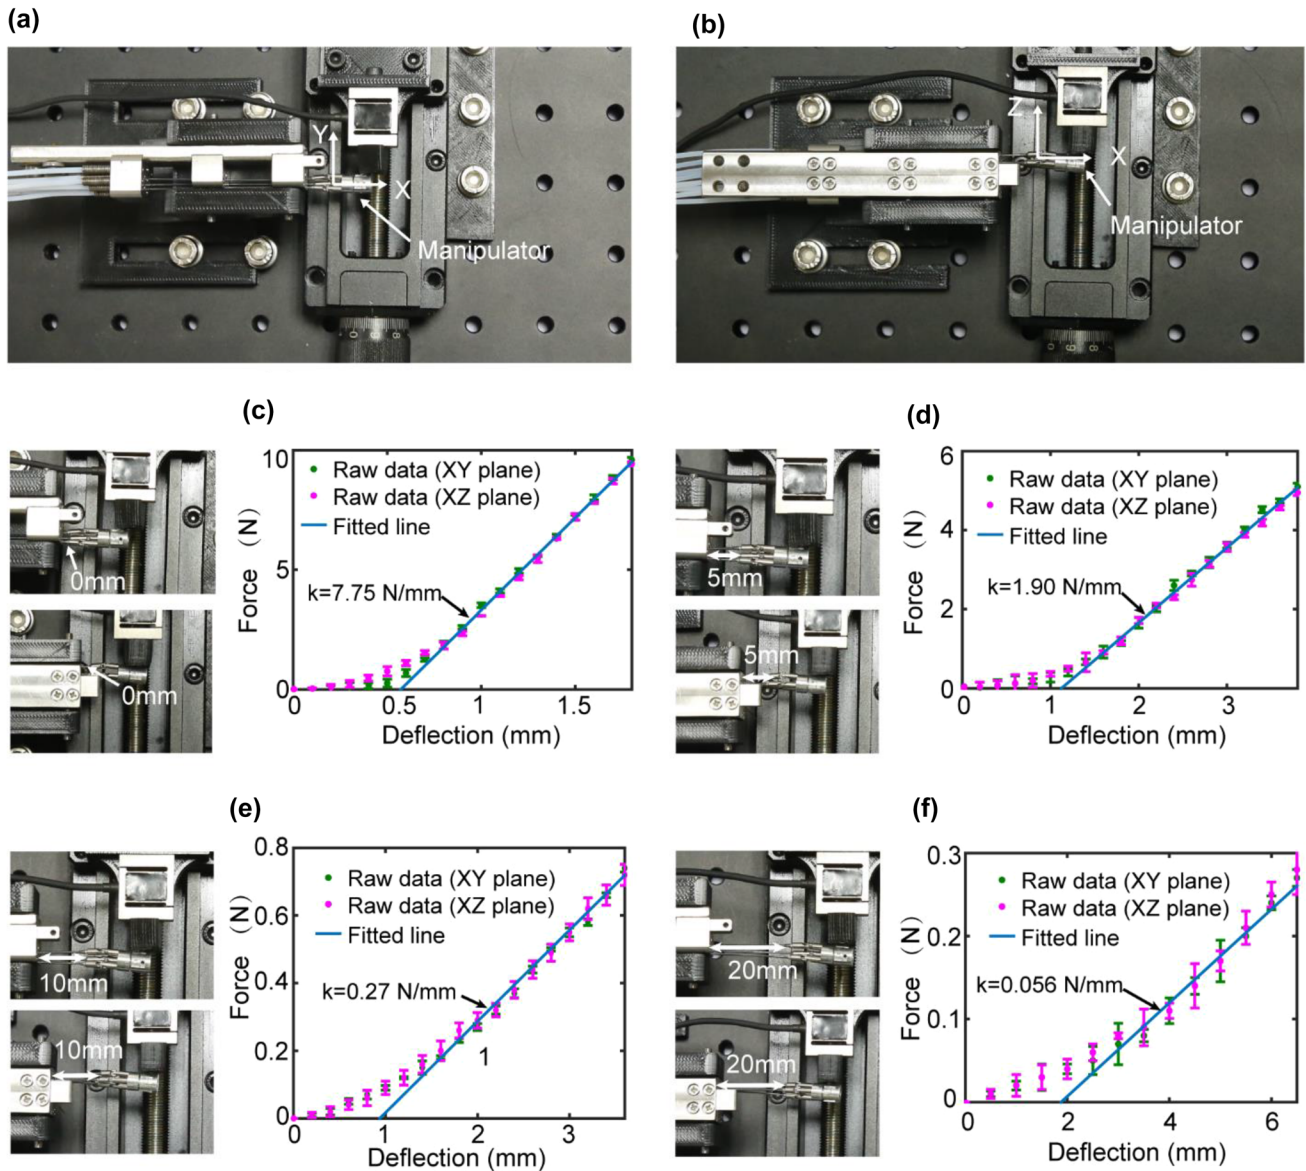 (a)
(b)
Y
X
Manipulator
Z
X
Manipulator
(c)
(d)
0mm
0mm
10
5
0
0.5
1
1.5
Force (N)
Deflection (mm)
Raw data (XY plane)
Raw data (XZ plane)
Fitted line
k=7.75 N/mm
5mm
5mm
6
4
2
0
0
1
2
3
Force (N)
Deflection (mm)
Raw data (XY plane)
Raw data (XZ plane)
Fitted line
k=1.90 N/mm
(e)
(f)
10mm
10mm
0.8
0.6
0.4
0.2
0
0
1
2
3
1
Force (N)
Deflection (mm)
Raw data (XY plane)
Raw data (XZ plane)
Fitted line
k=0.27 N/mm
20mm
20mm
0.3
0.2
0.1
0
0
2
4
6
Force (N)
Deflection (mm)
Raw data (XY plane)
Raw data (XZ plane)
Fitted line
k=0.056 N/mm